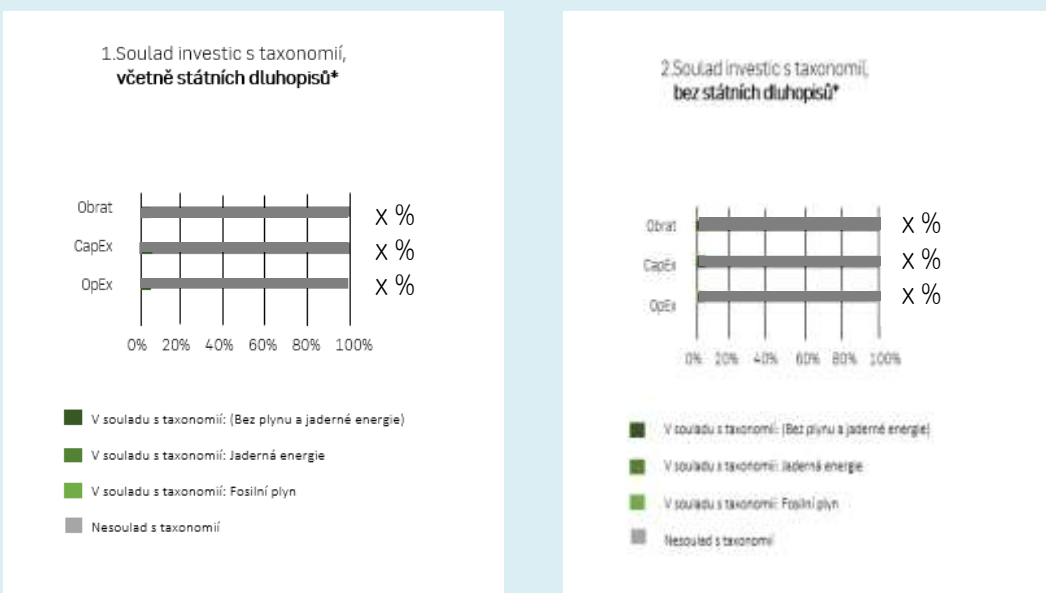 1.Soulad investic s taxonomií,
včetně státních dluhopisů*
Obrat
x %
CapEx
x %
OpEx
x %
0% 20% 40% 60% 80% 100%
V souladu s taxonomií: (Bez plynu a jaderné energie)
V souladu s taxonomií: Jaderná energie
V souladu s taxonomií: Fosilní plyn
Nesoulad s taxonomií
2.Soulad investic s taxonomií,
bez státních dluhopisů*
Obrat
x %
CapEx
x %
OpEx
x %
0% 20% 40% 60% 80% 100%
V souladu s taxonomií: (Bez plynu a jaderné energie)
V souladu s taxonomií: Jaderná energie
V souladu s taxonomií: Fosilní plyn
Nesoulad s taxonomií